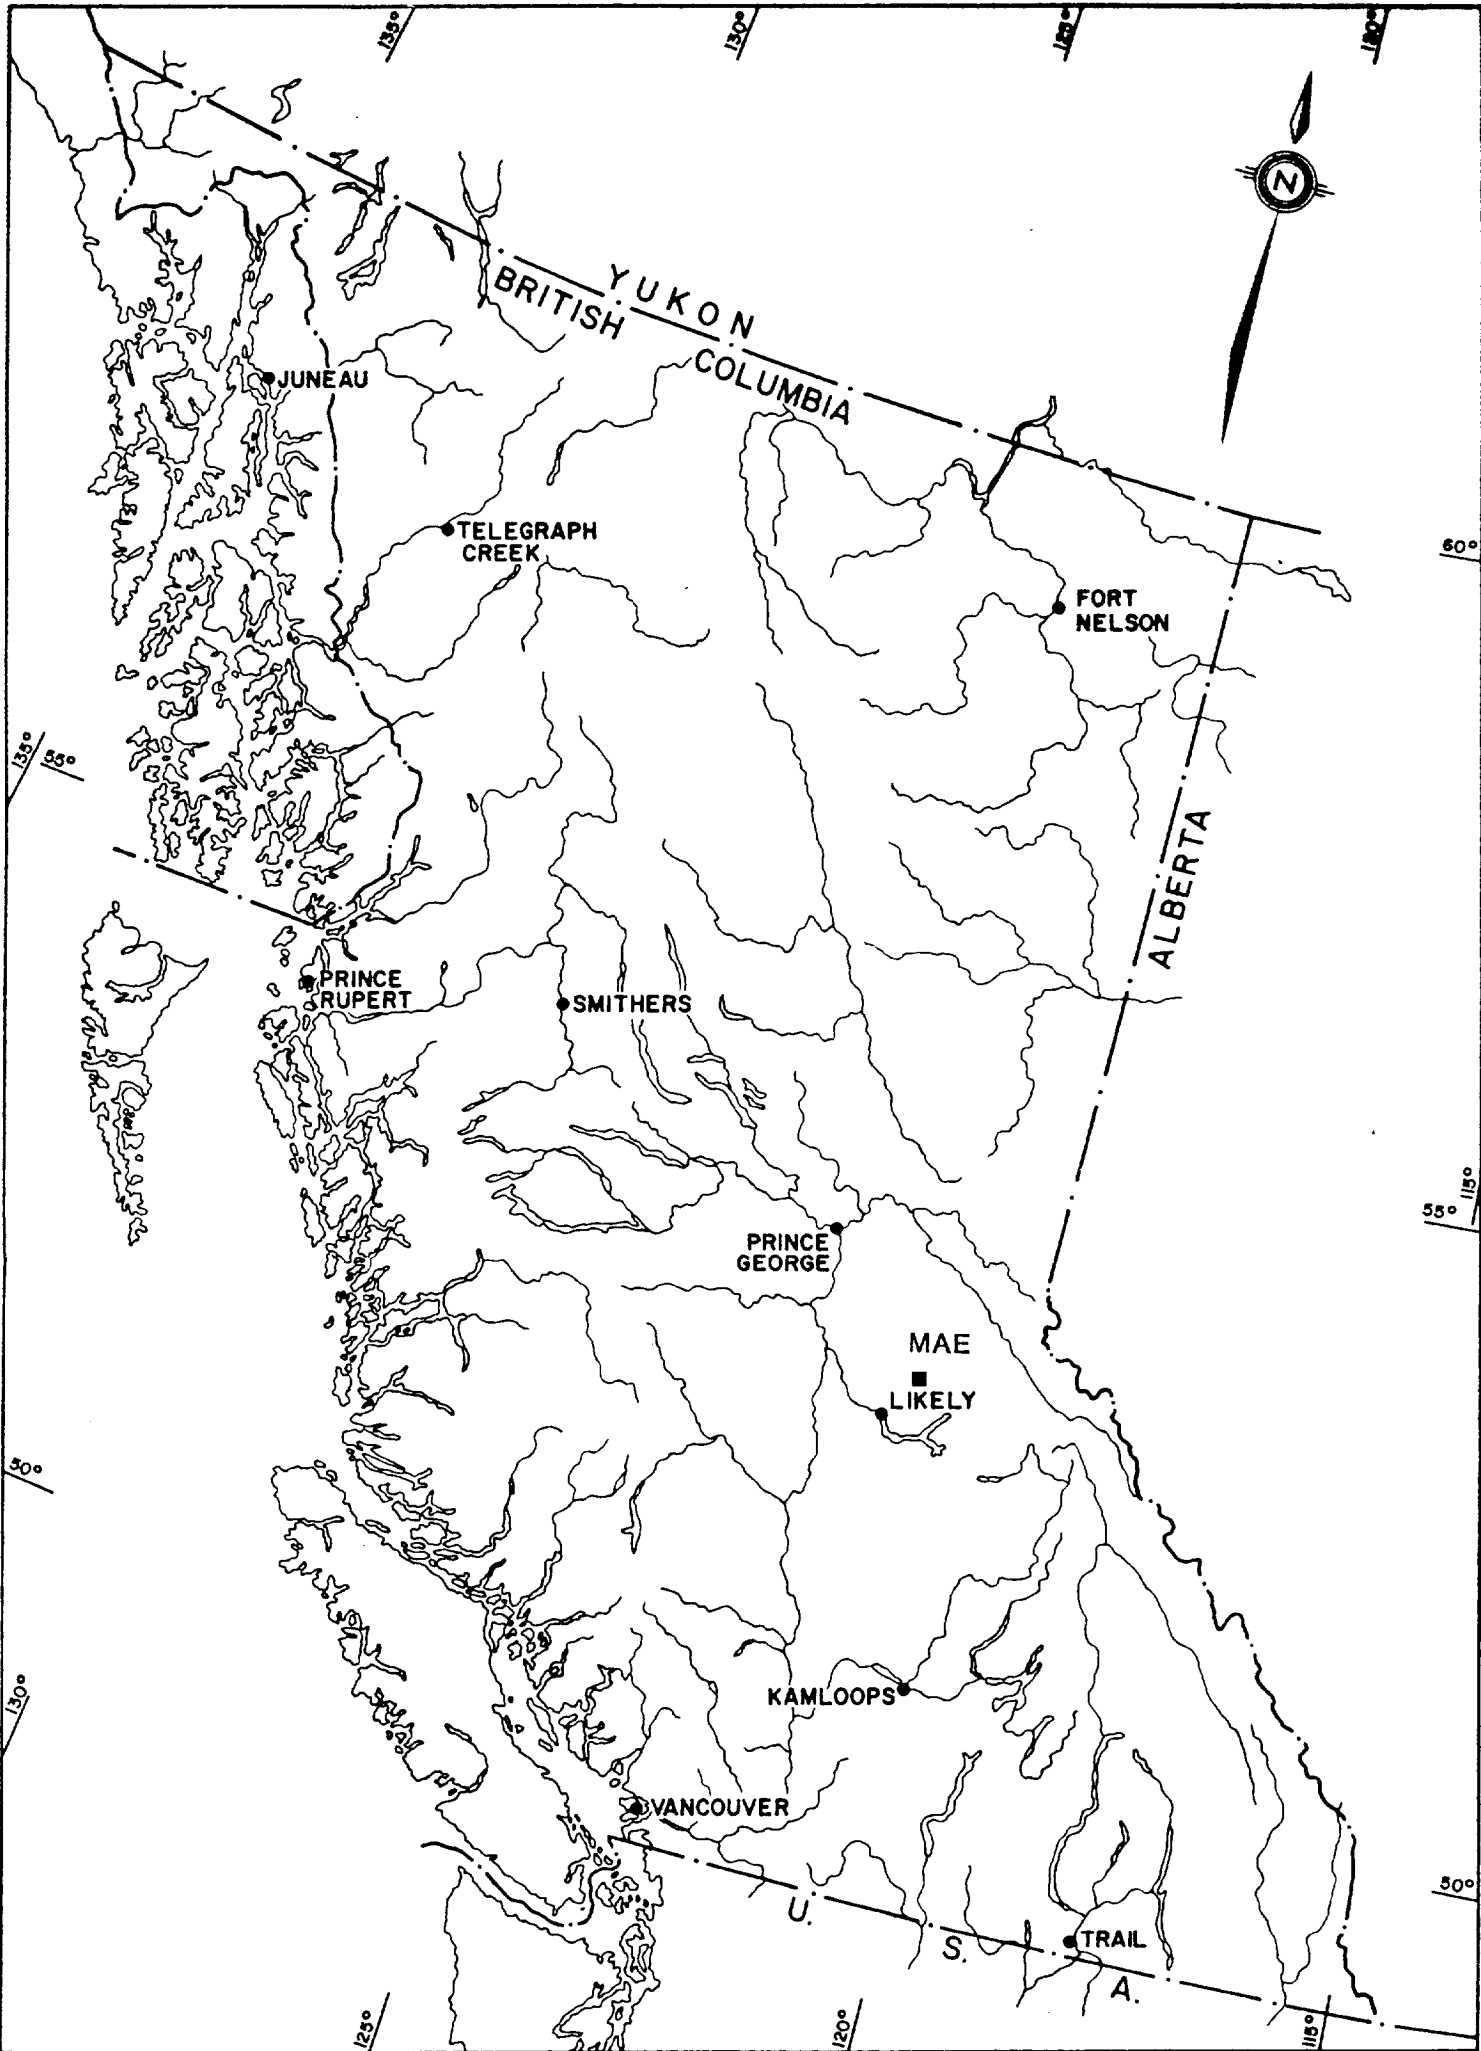 135°
130°
125°
120°
N
YUKON
BRITISH
COLUMBIA
JUNEAU
TELEGRAPH
CREEK
60°
FORT
NELSON
135°
55°
ALBERTA
PRINCE
RUPERT
SMITHERS
115°
55°
PRINCE
GEORGE
MAE
LIKELY
50°
130°
KAMLOOPS
VANCOUVER
50°
U. S. A.
TRAIL
125°
120°
115°